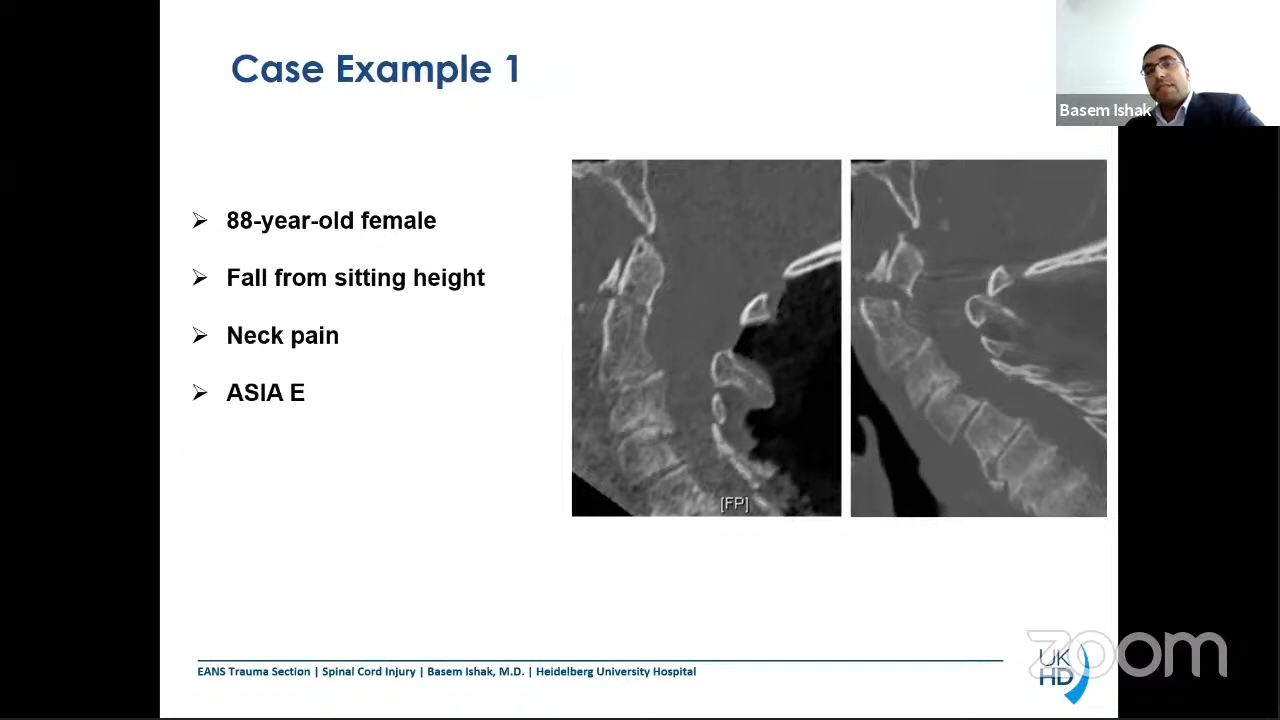 Case Example 1
Basem Ishak
88-year-old female
Fall from sitting height
Neck pain
ASIA E
[FP]
EANS Trauma Section | Spinal Cord Injury | Basem Ishak, M.D. | Heidelberg University Hospital
UK
HD
zoom